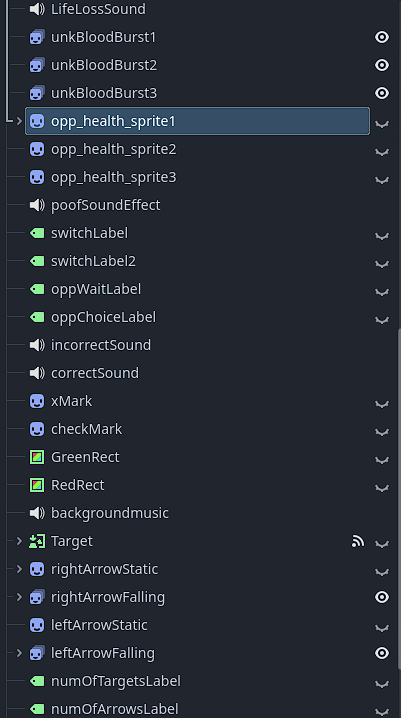 LifeLossSound
unkBloodBurst1
unkBloodBurst2
unkBloodBurst3
opp_health_sprite1
opp_health_sprite2
opp_health_sprite3
poofSoundEffect
switchLabel
switchLabel2
oppWaitLabel
oppChoiceLabel
incorrectSound
correctSound
xMark
checkMark
GreenRect
RedRect
backgroundmusic
Target
rightArrowStatic
rightArrowFalling
leftArrowStatic
leftArrowFalling
numOfTargetsLabel
numOfArrowsLabel